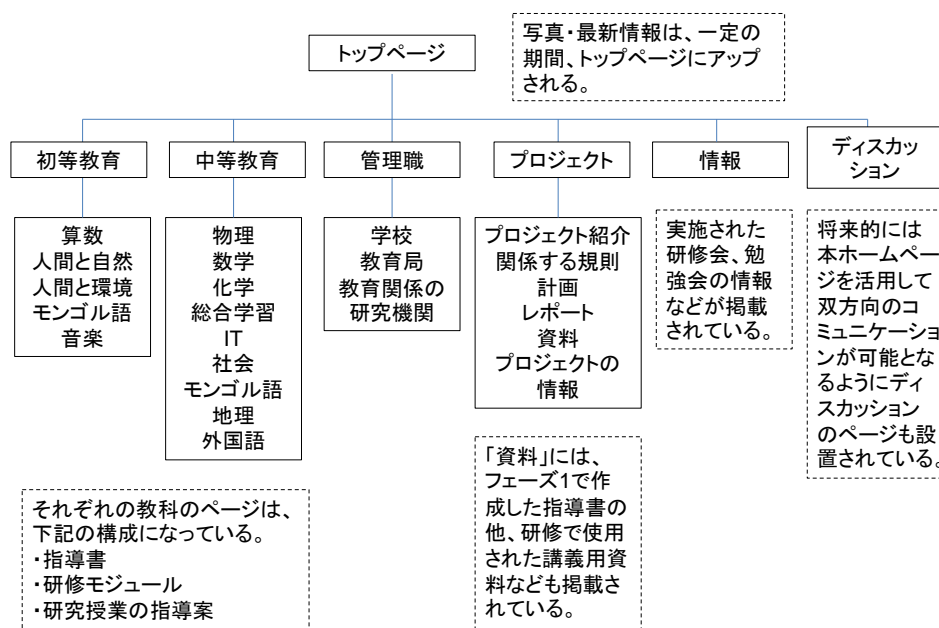 トップページ
写真・最新情報は、一定の
期間、トップページにアップ
される。
初等教育
中等教育
管理職
プロジェクト
情報
ディスカッ
ション
算数
人間と自然
人間と環境
モンゴル語
音楽
物理
数学
化学
総合学習
IT
社会
モンゴル語
地理
外国語
学校
教育局
教育関係の
研究機関
プロジェクト紹介
関係する規則
計画
レポート
資料
プロジェクトの
情報
実施された
研修会、勉
強会の情報
などが掲載
されている。
将来的には
本ホームペー
ジを活用して
双方向のコ
ミュニケーショ
ンが可能とな
るようにディ
スカッション
のページも設
置されている。
それぞれの教科のページは、
下記の構成になっている。
・指導書
・研修モジュール
・研究授業の指導案
「資料」には、
フェーズ1で作
成した指導書の
他、研修で使用
された講義用資
料なども掲載さ
れている。